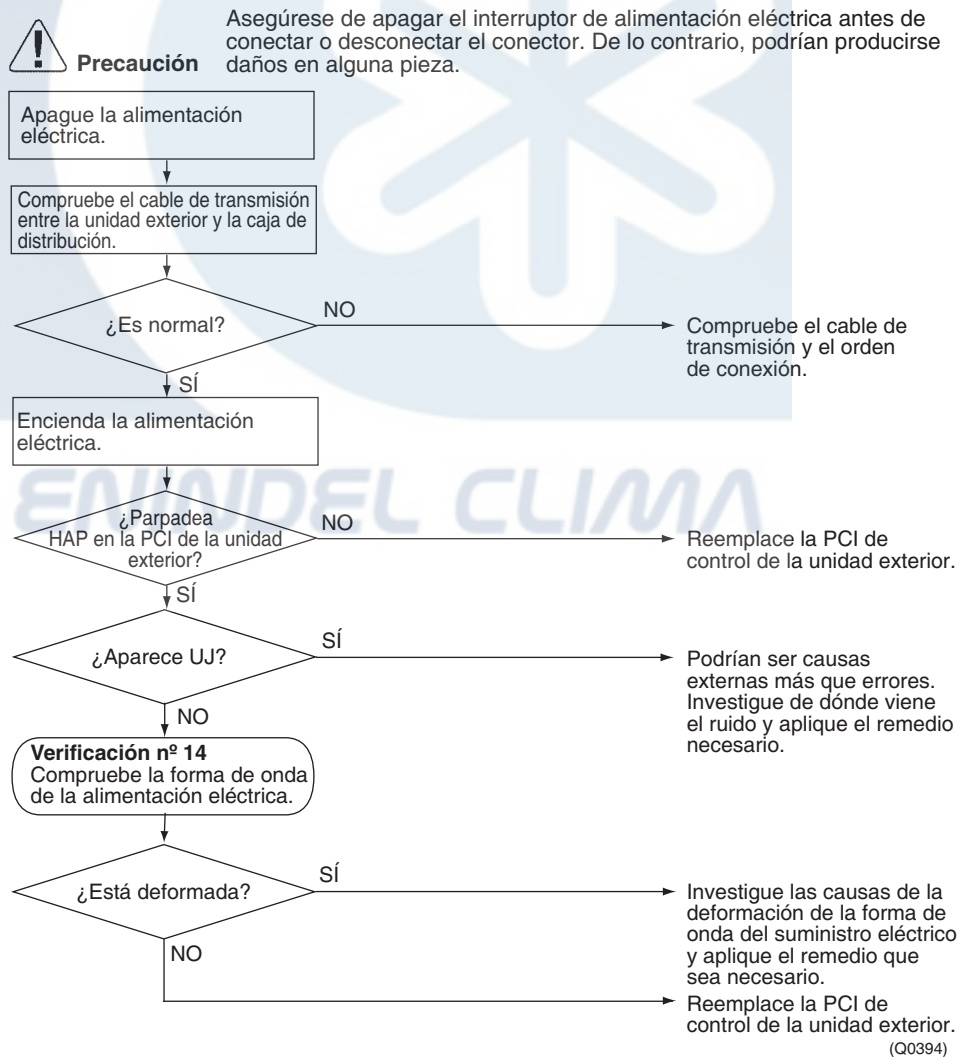 Asegúrese de apagar el interruptor de alimentación eléctrica antes de
conectar o desconectar el conector. De lo contrario, podrían producirse
Precaución daños en alguna pieza.
Apague la alimentación
eléctrica.
Compruebe el cable de transmisión
entre la unidad exterior y la caja de
distribución.
¿Es normal?
NO
Compruebe el cable de
transmisión y el orden
de conexión.
SÍ
Encienda la alimentación
eléctrica.
ENINDEL CLIMA
¿Parpadea
HAP en la PCI de la unidad
exterior?
NO
Reemplace la PCI de
control de la unidad exterior.
SÍ
¿Aparece UJ?
SÍ
Podrían ser causas
externas más que errores.
Investigue de dónde viene
el ruido y aplique el remedio
necesario.
NO
Verificación nº 14
Compruebe la forma de onda
de la alimentación eléctrica.
¿Está deformada?
SÍ
Investigue las causas de la
deformación de la forma de
onda del suministro eléctrico
y aplique el remedio que
sea necesario.
NO
Reemplace la PCI de
control de la unidad exterior.
(Q0394)